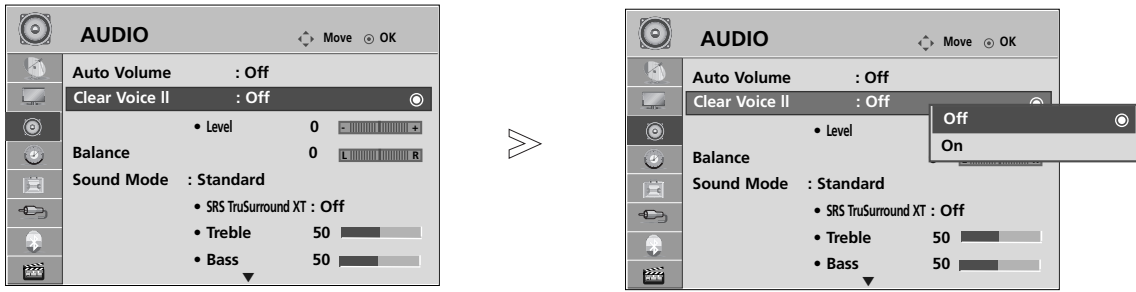 AUDIO
Move OK
Auto Volume : Off
Clear Voice ll : Off
• Level 0 - +
Balance 0 L R
Sound Mode : Standard
• SRS TruSurround XT : Off
• Treble 50
• Bass 50
AUDIO
Move OK
Auto Volume : Off
Clear Voice ll : Off
Off
On
• Level
Balance
Sound Mode : Standard
• SRS TruSurround XT : Off
• Treble 50
• Bass 50